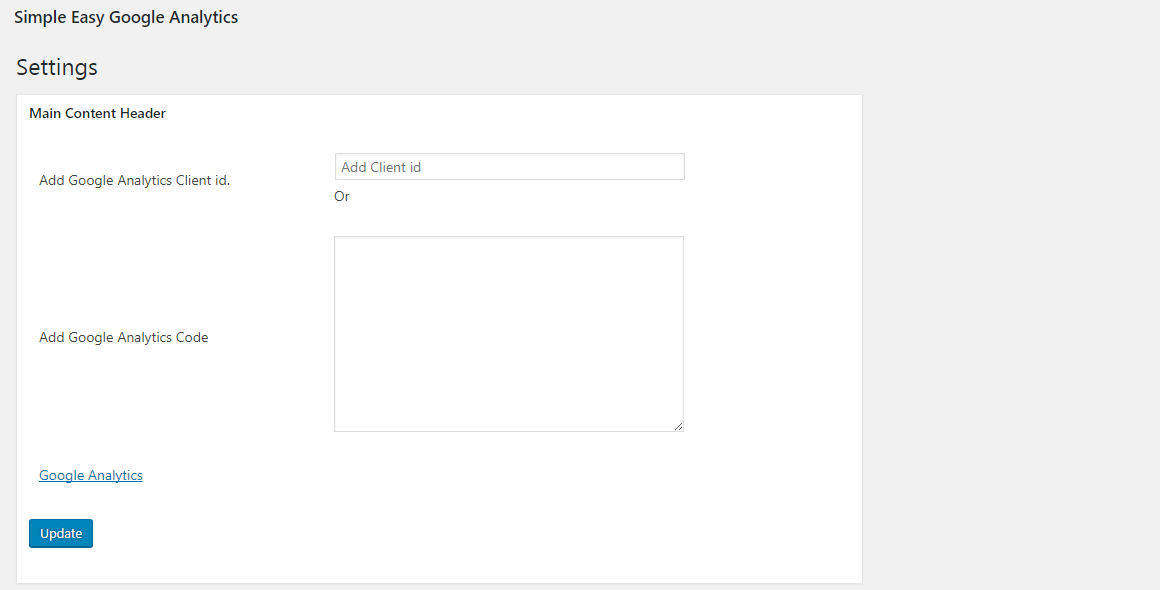 Simple Easy Google Analytics
Settings
Main Content Header
Add Google Analytics Client id.
Add Client id
Or
Add Google Analytics Code
Google Analytics
Update